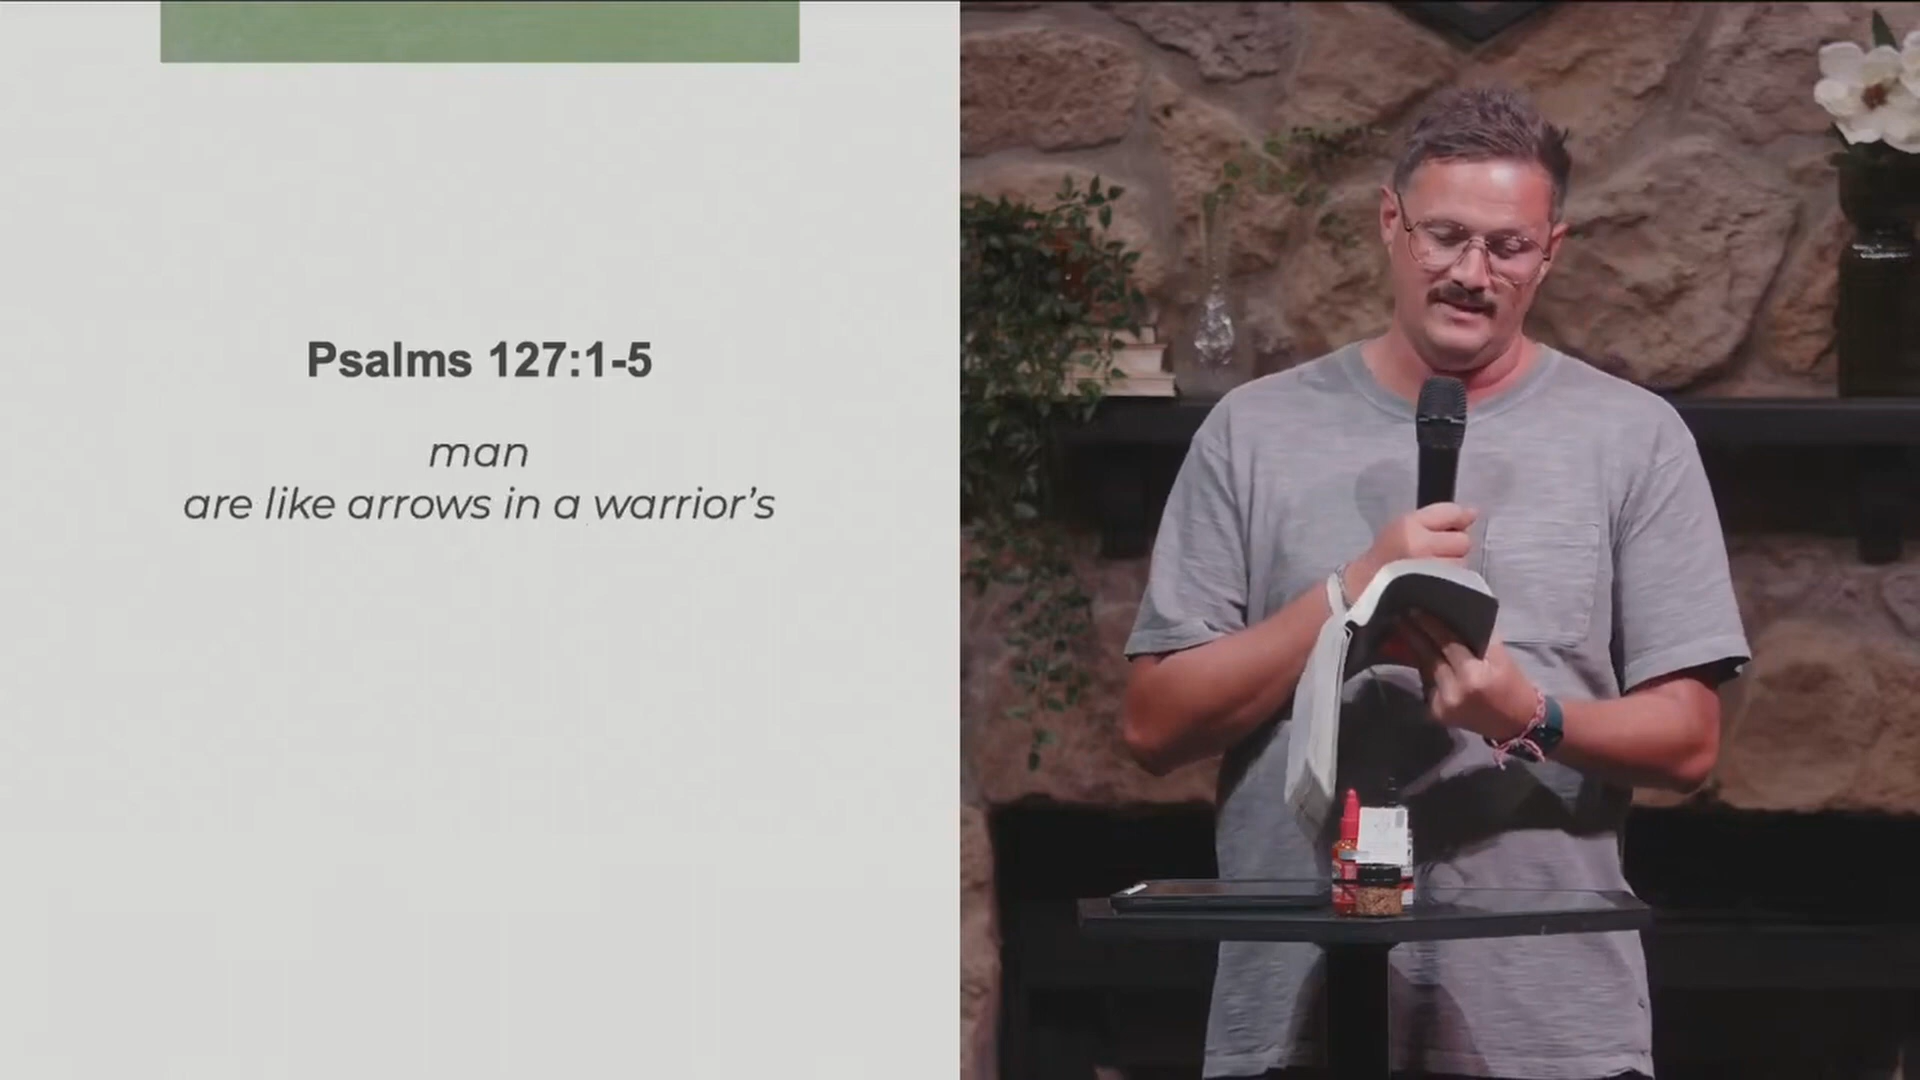 Psalms 127:1-5
man
are like arrows in a warrior’s